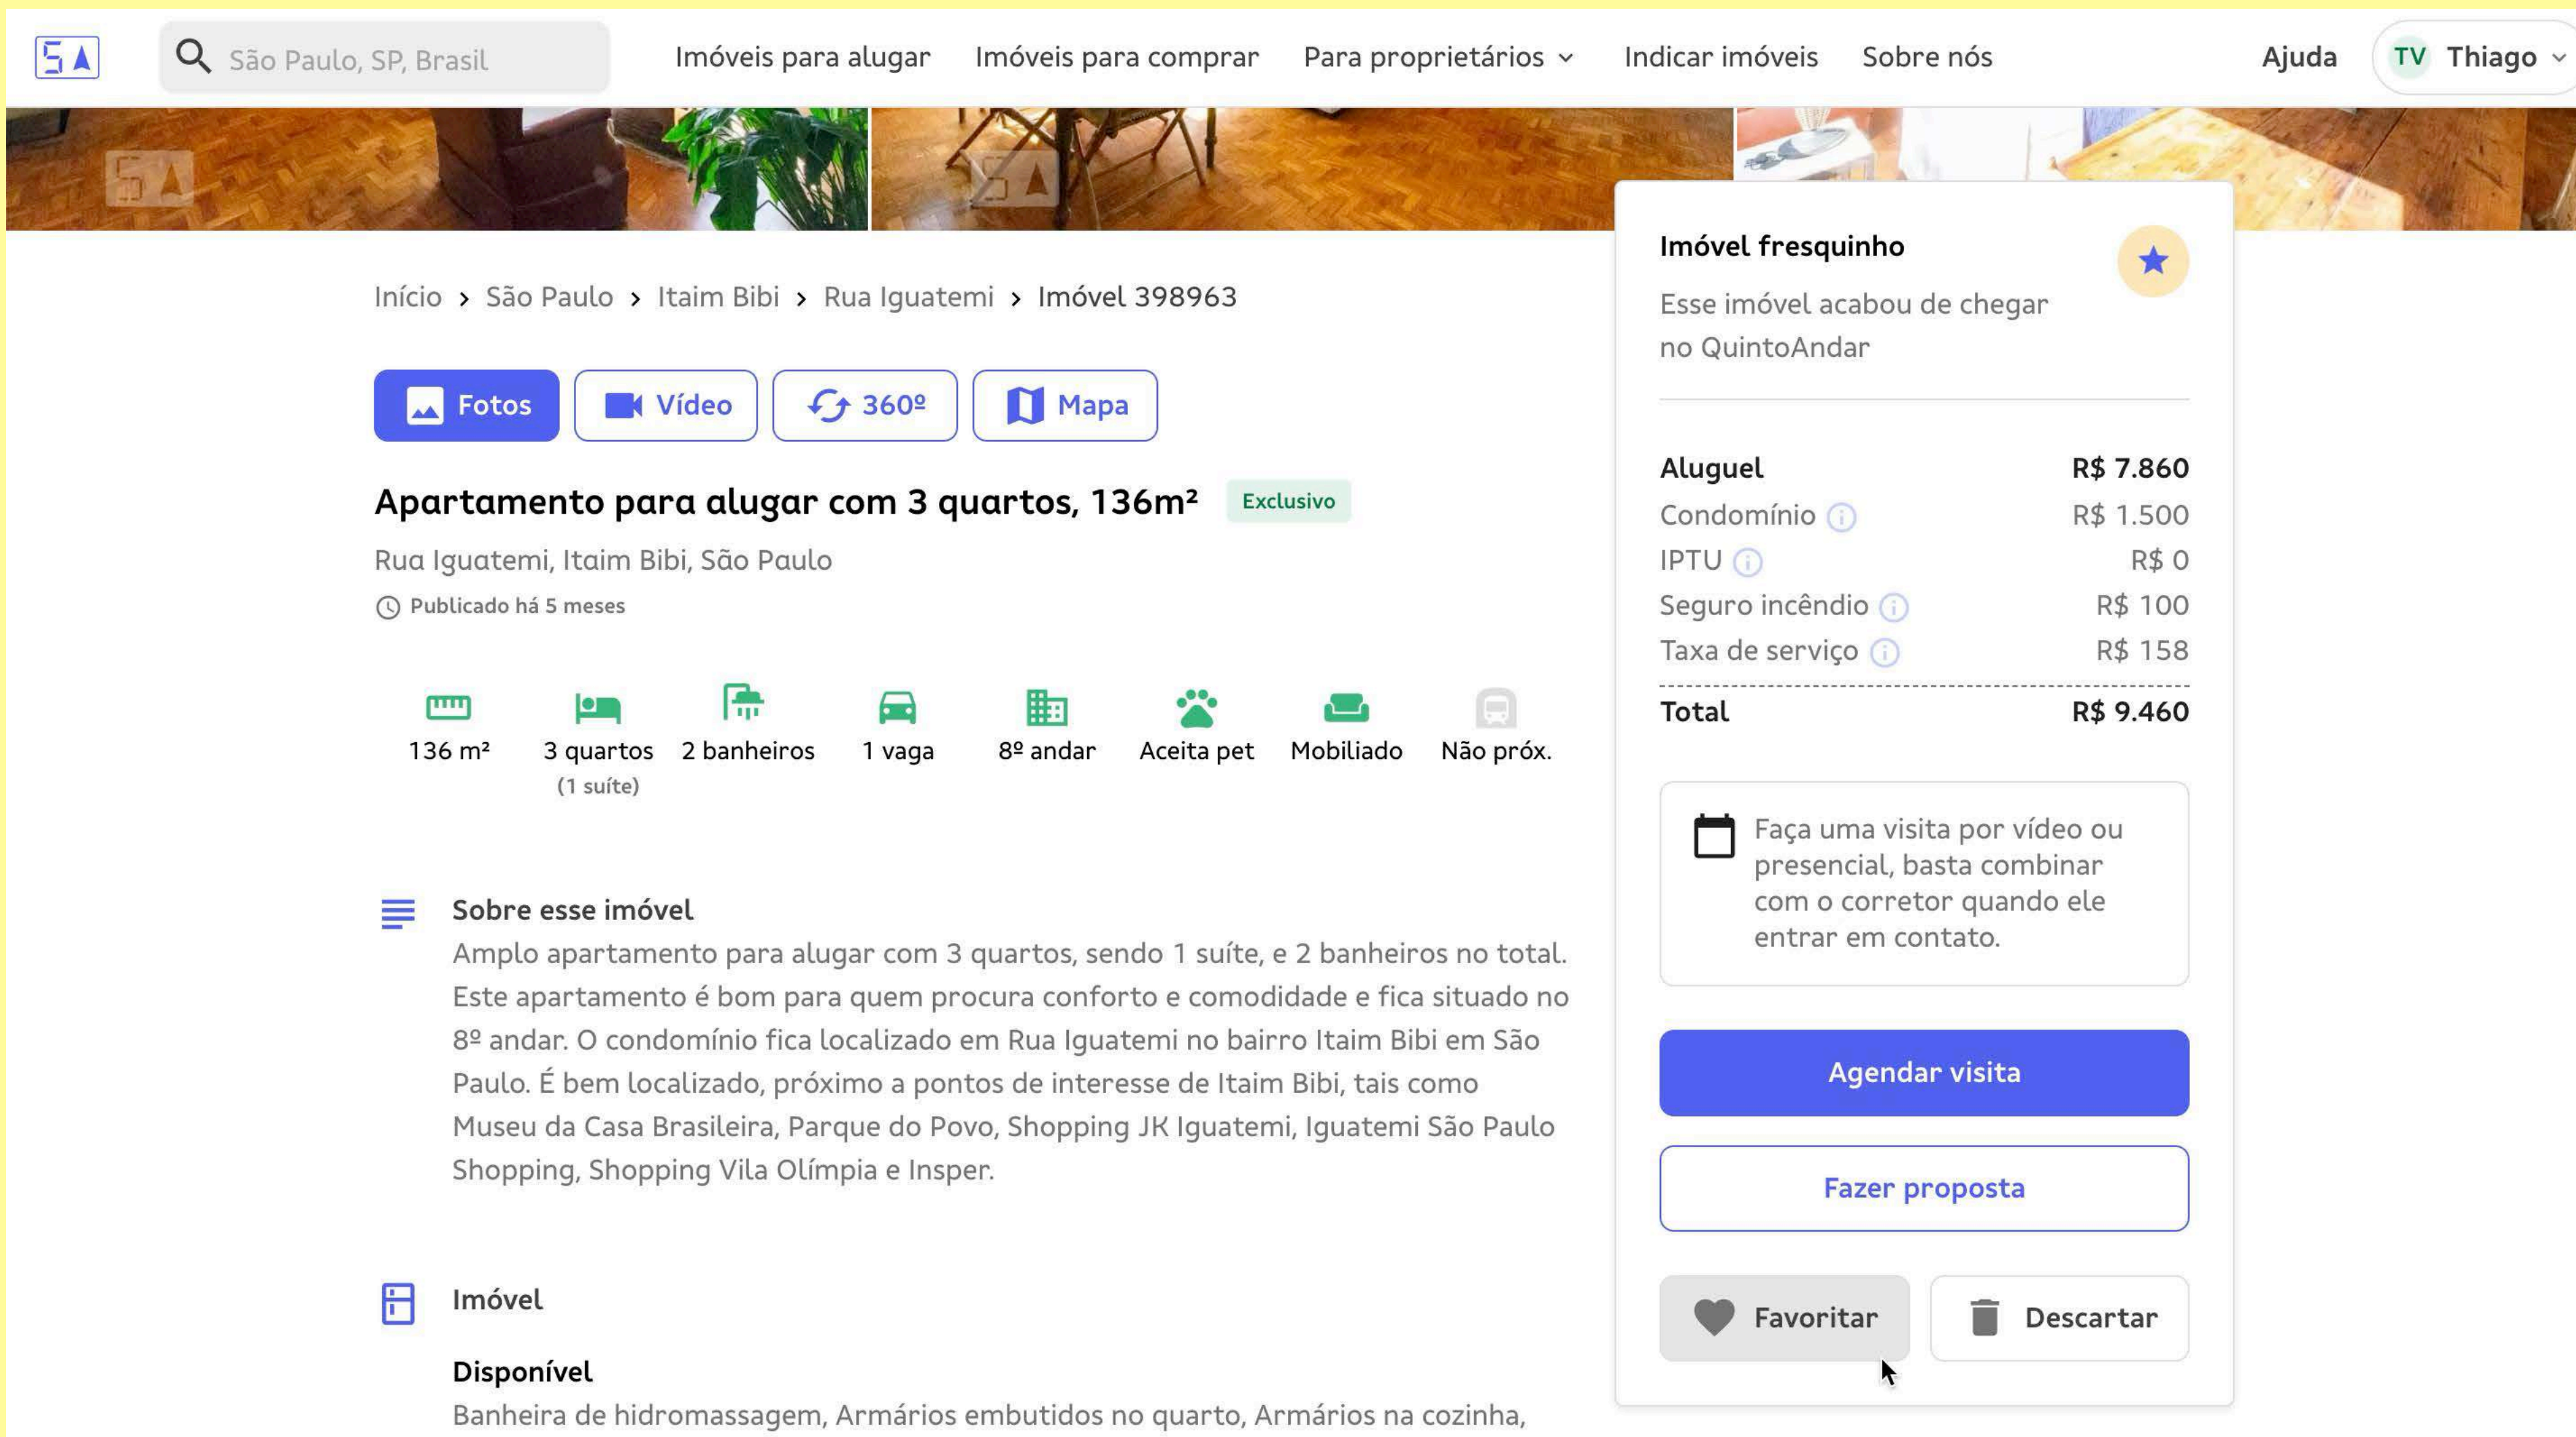 5A
São Paulo, SP, Brasil
Imóveis para alugar
Imóveis para comprar
Para proprietários
Indicar imóveis
Sobre nós
Ajuda
TV
Thiago
5A
5A
Início › São Paulo › Itaim Bibi › Rua Iguatemi › Imóvel 398963
Fotos
Vídeo
360º
Mapa
Apartamento para alugar com 3 quartos, 136m²
Exclusivo
Rua Iguatemi, Itaim Bibi, São Paulo
Publicado há 5 meses
136 m²
3 quartos
(1 suíte)
2 banheiros
1 vaga
8º andar
Aceita pet
Mobiliado
Não próx.
Sobre esse imóvel
Amplo apartamento para alugar com 3 quartos, sendo 1 suíte, e 2 banheiros no total.
Este apartamento é bom para quem procura conforto e comodidade e fica situado no
8º andar. O condomínio fica localizado em Rua Iguatemi no bairro Itaim Bibi em São
Paulo. É bem localizado, próximo a pontos de interesse de Itaim Bibi, tais como
Museu da Casa Brasileira, Parque do Povo, Shopping JK Iguatemi, Iguatemi São Paulo
Shopping, Shopping Vila Olímpia e Insper.
Imóvel
Disponível
Banheira de hidromassagem, Armários embutidos no quarto, Armários na cozinha,
Imóvel fresquinho
Esse imóvel acabou de chegar
no QuintoAndar
Aluguel R$ 7.860
Condomínio R$ 1.500
IPTU R$ 0
Seguro incêndio R$ 100
Taxa de serviço R$ 158
Total R$ 9.460
Faça uma visita por vídeo ou
presencial, basta combinar
com o corretor quando ele
entrar em contato.
Agendar visita
Fazer proposta
Favoritar
Descartar